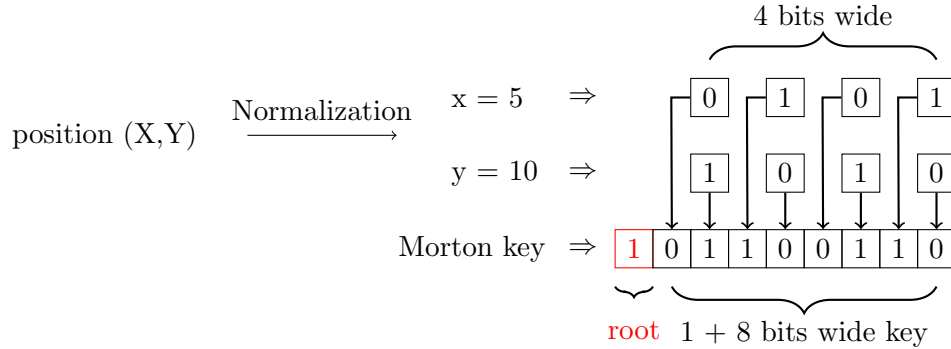 4 bits wide
x = 5 ⇒ 0 1 0 1
Normalization
position (X,Y)
y = 10 ⇒ 1 0 1 0
Morton key ⇒ 1 0 1 1 0 0 1 1 0
root 1 + 8 bits wide key